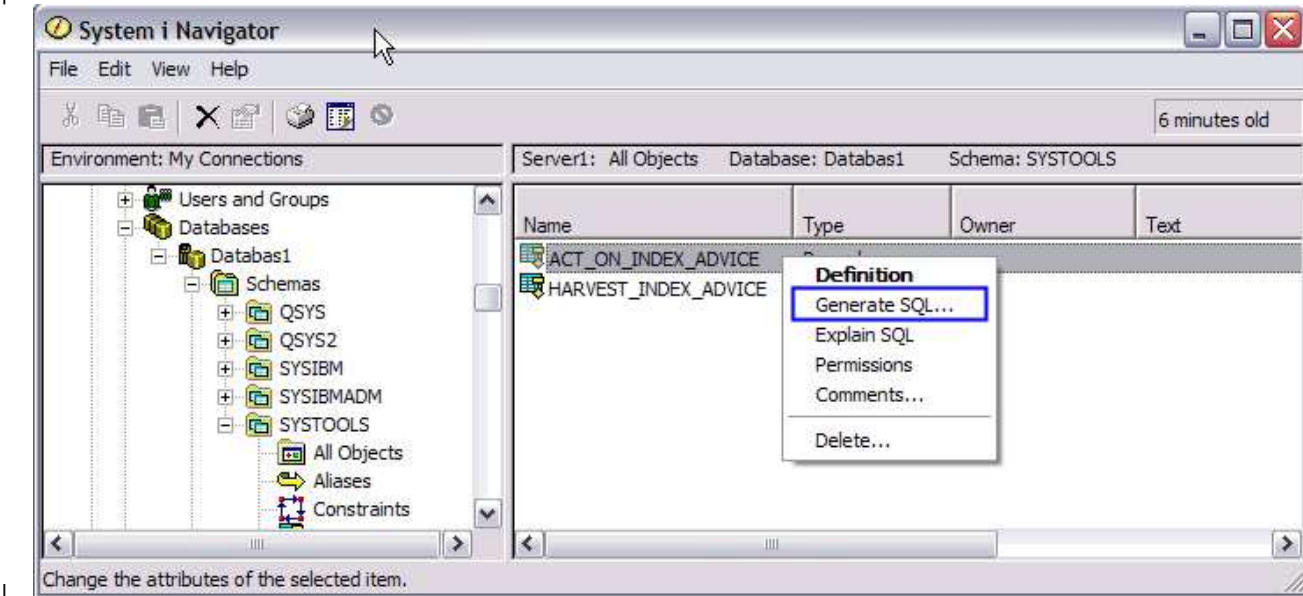 System i Navigator
File Edit View Help
6 minutes old
Environment: My Connections
Server1: All Objects Database: Databas1 Schema: SYSTOOLS
Users and Groups
Databases
Databas1
Schemas
QSYS
QSYS2
SYSIBM
SYSIBMADM
SYSTOOLS
All Objects
Aliases
Constraints
Name Type Owner Text
ACT_ON_INDEX_ADVICE
HARVEST_INDEX_ADVICE
Definition
Generate SQL...
Explain SQL
Permissions
Comments...
Delete...
Change the attributes of the selected item.